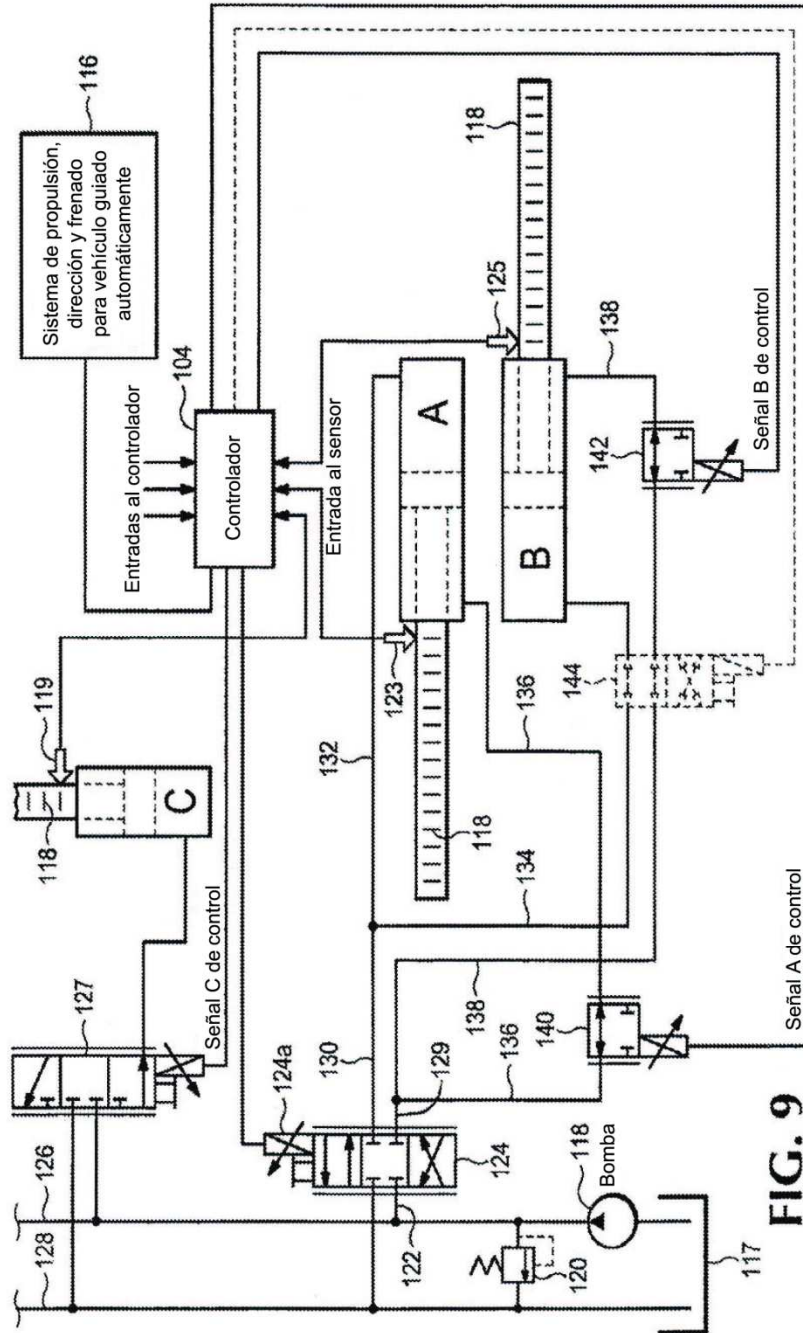 116
Sistema de propulsión,
dirección y frenado
para vehículo guiado
automáticamente
104
Entradas al controlador
Controlador
Entrada al sensor
119
118
C
127
Señal C de control
126
128
124a
130
129
124
122
120
118
Bomba
117
132
134
136
138
136
140
Señal A de control
123
118
A
125
118
B
138
142
144
Señal B de control
FIG. 9